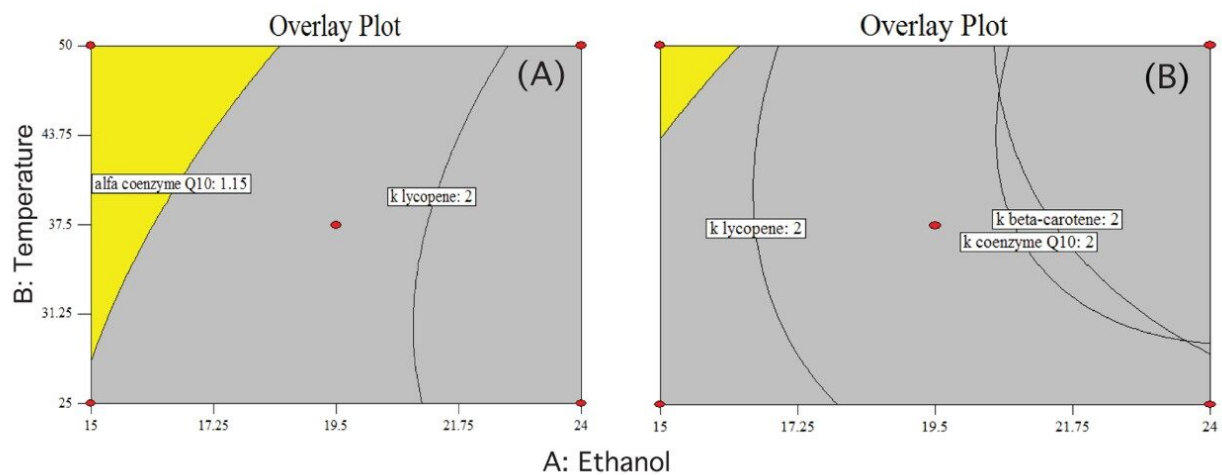 Overlay Plot
(A)
50
43.75
37.5
31.25
25
B: Temperature
alfa coenzyme Q10: 1.15
k lycopene: 2
15
17.25
19.5
21.75
24
Overlay Plot
(B)
k lycopene: 2
k beta-carotene: 2
k coenzyme Q10: 2
15
17.25
19.5
21.75
24
A: Ethanol